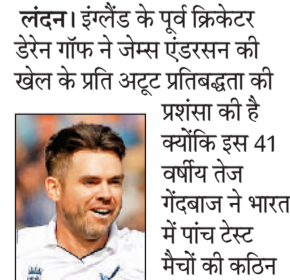 लंदन। इंग्लैंड के पूर्व क्रिकेटर
डेरेन गॉफ ने जेम्स एंडरसन की
खेल के प्रति अटूट प्रतिबद्धता की
प्रशंसा की है
क्योंकि इस 41
वर्षीय तेज
गेंदबाज ने भारत
में पांच टेस्ट
मैचों की कठिन